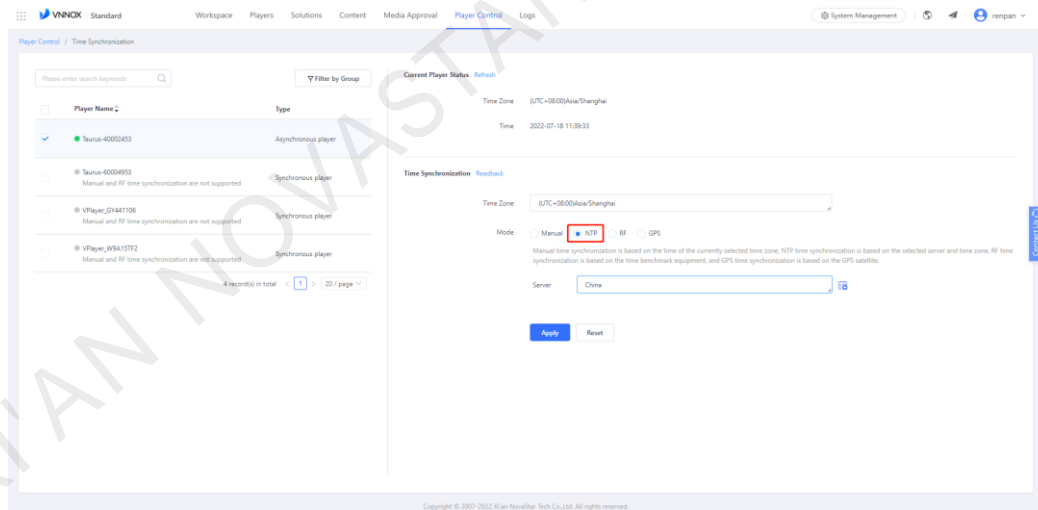 VNNOX Standard Workspace Players Solutions Content Media Approval Player Control Logs System Management renpan
Player Control / Time Synchronization
Please enter search keywords Filter by Group
Player Name Type
Taurus-40002453 Asynchronous player
Taurus-60004953 Synchronous player
Manual and RF time synchronization are not supported
VPlayer_GY441106 Synchronous player
Manual and RF time synchronization are not supported
VPlayer_W9A15TF2 Synchronous player
Manual and RF time synchronization are not supported
4 record(s) in total < 1 > 20 / page
Current Player Status Refresh
Time Zone (UTC+08:00)Asia/Shanghai
Time 2022-07-18 11:39:33
Time Synchronization Feedback
Time Zone (UTC+08:00)Asia/Shanghai
Mode Manual NTP RF GPS
Manual time synchronization is based on the time of the currently selected time zone, NTP time synchronization is based on the selected server and time zone, RF time
synchronization is based on the time benchmark equipment, and GPS time synchronization is based on the GPS satellite.
Server China
Apply Reset
Contact Us
Copyright © 2007-2022 Xi'an NovaStar Tech Co.,Ltd. All rights reserved.
AN NOVASTAR